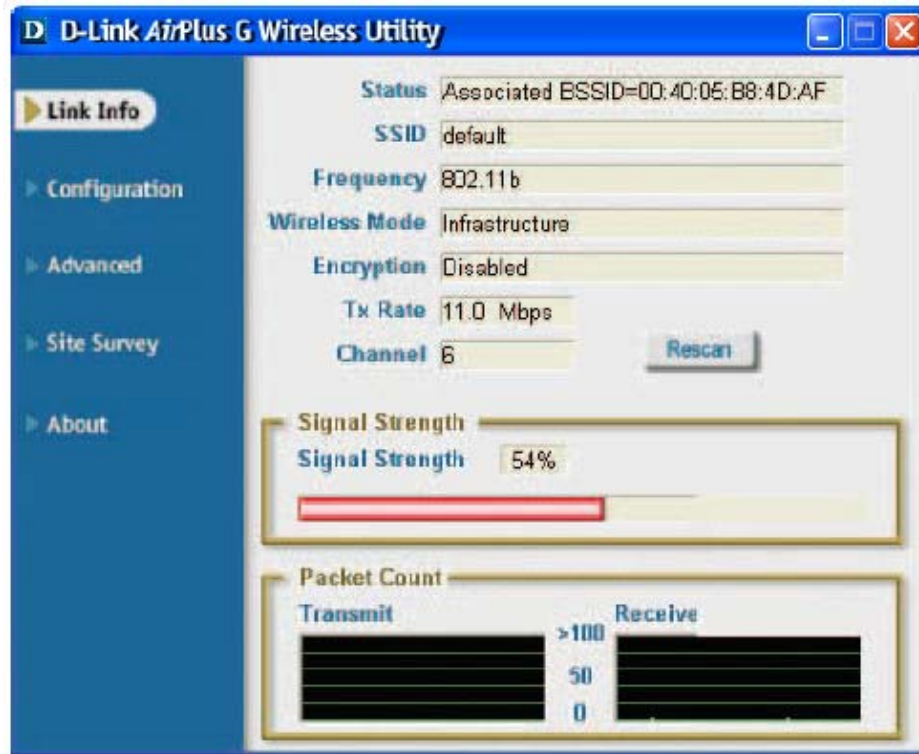 D D-Link AirPlus G Wireless Utility
Link Info
Configuration
Advanced
Site Survey
About
Status Associated BSSID=00:40:05:B8:4D:AF
SSID default
Frequency 802.11b
Wireless Mode Infrastructure
Encryption Disabled
Tx Rate 11.0 Mbps
Channel 6
Rescan
Signal Strength
Signal Strength 54%
Packet Count
Transmit
Receive
>100
50
0